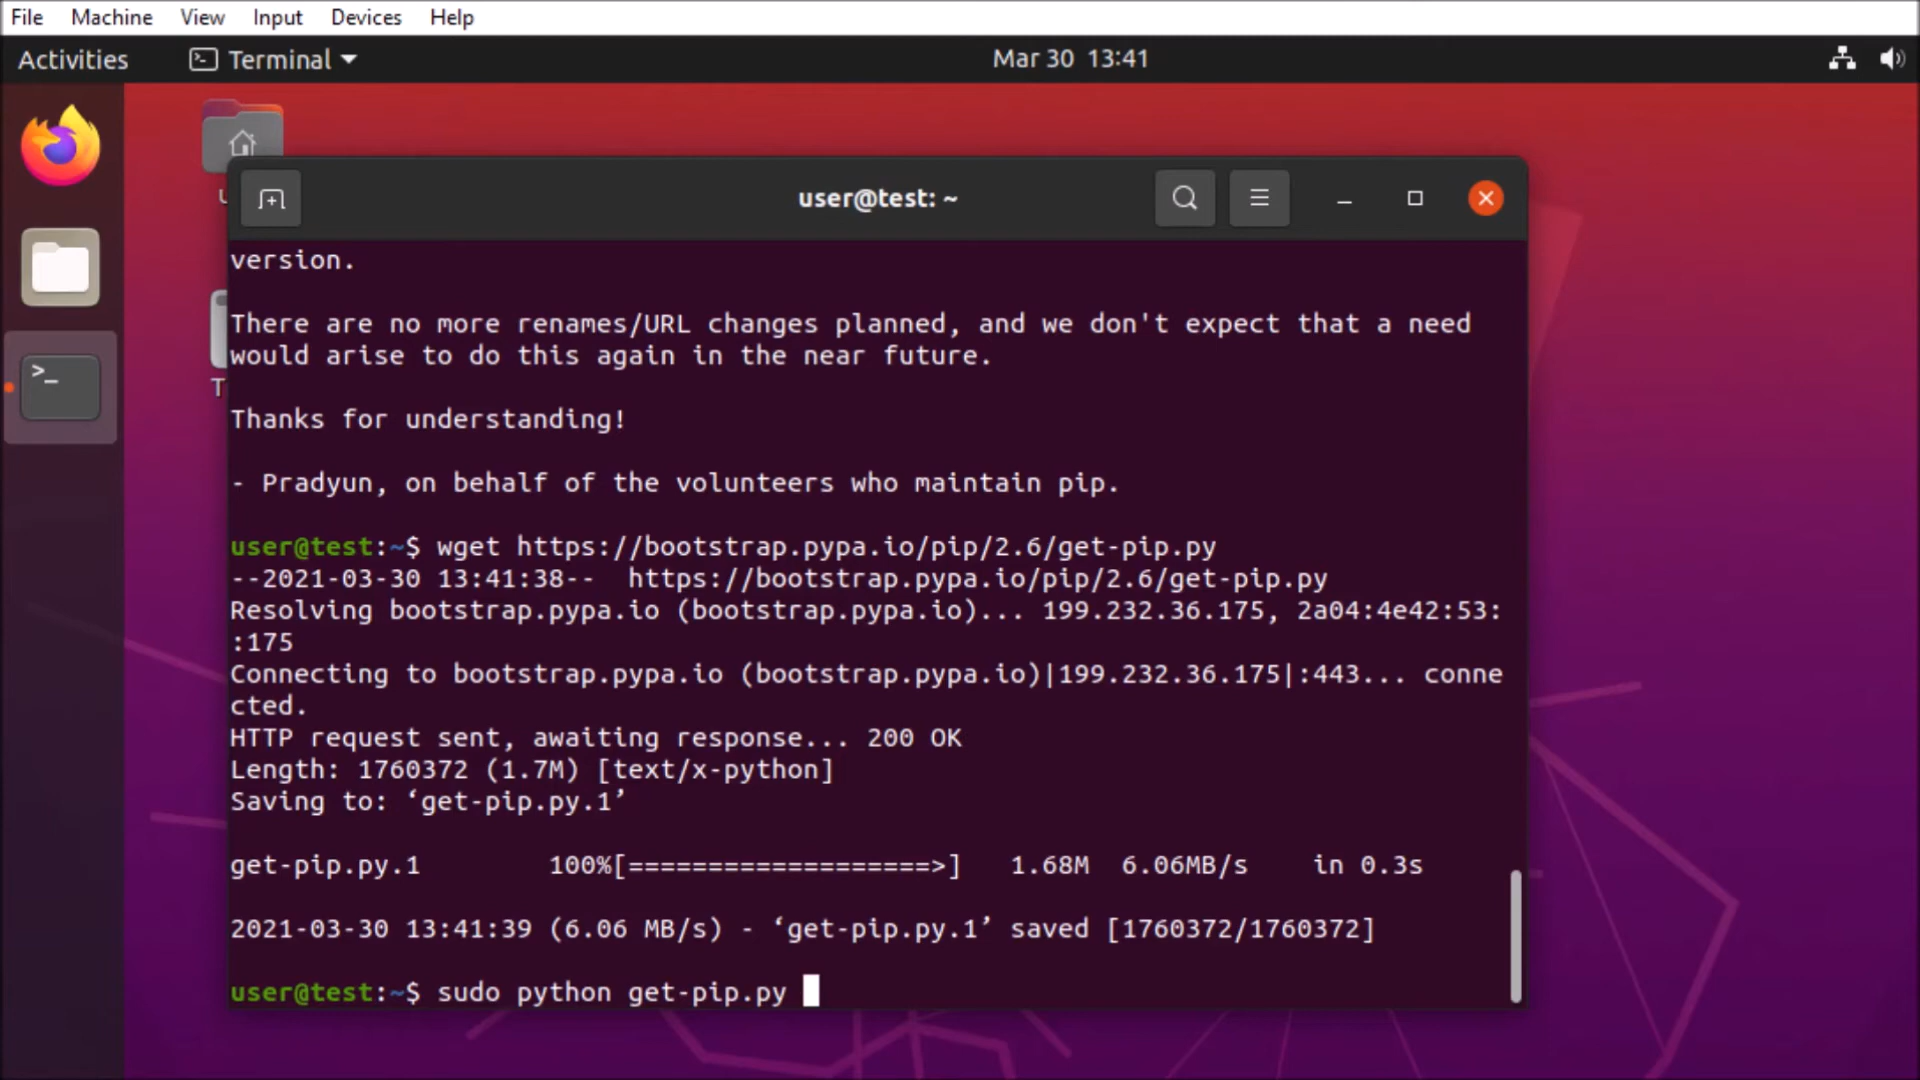 File Machine View Input Devices Help
Activities Terminal Mar 30 13:41
user@test: ~
version.
There are no more renames/URL changes planned, and we don't expect that a need
would arise to do this again in the near future.
Thanks for understanding!
- Pradyun, on behalf of the volunteers who maintain pip.
user@test:~$ wget https://bootstrap.pypa.io/pip/2.6/get-pip.py
--2021-03-30 13:41:38-- https://bootstrap.pypa.io/pip/2.6/get-pip.py
Resolving bootstrap.pypa.io (bootstrap.pypa.io)... 199.232.36.175, 2a04:4e42:53:
:175
Connecting to bootstrap.pypa.io (bootstrap.pypa.io)|199.232.36.175|:443... conne
cted.
HTTP request sent, awaiting response... 200 OK
Length: 1760372 (1.7M) [text/x-python]
Saving to: ‘get-pip.py.1’
get-pip.py.1 100%[===================>] 1.68M 6.06MB/s in 0.3s
2021-03-30 13:41:39 (6.06 MB/s) - ‘get-pip.py.1’ saved [1760372/1760372]
user@test:~$ sudo python get-pip.py